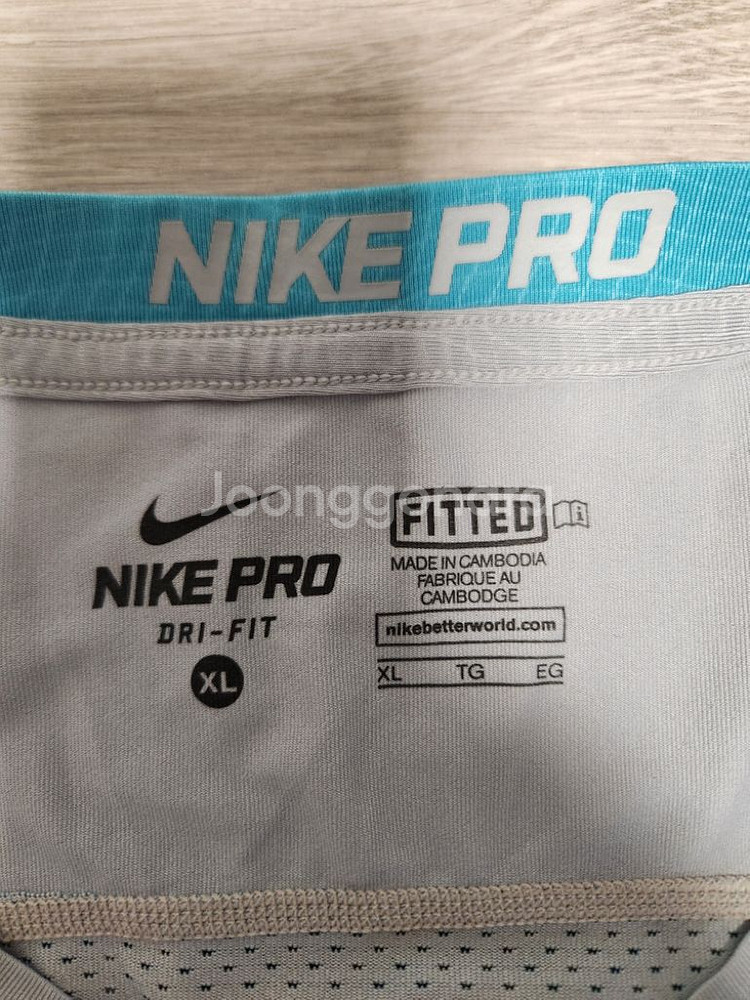 NIKE PRO
Joonggonara
NIKE PRO
DRI-FIT
XL
FITTED
MADE IN CAMBODIA
FABRIQUE AU
CAMBODGE
nikebetterworld.com
XL TG EG